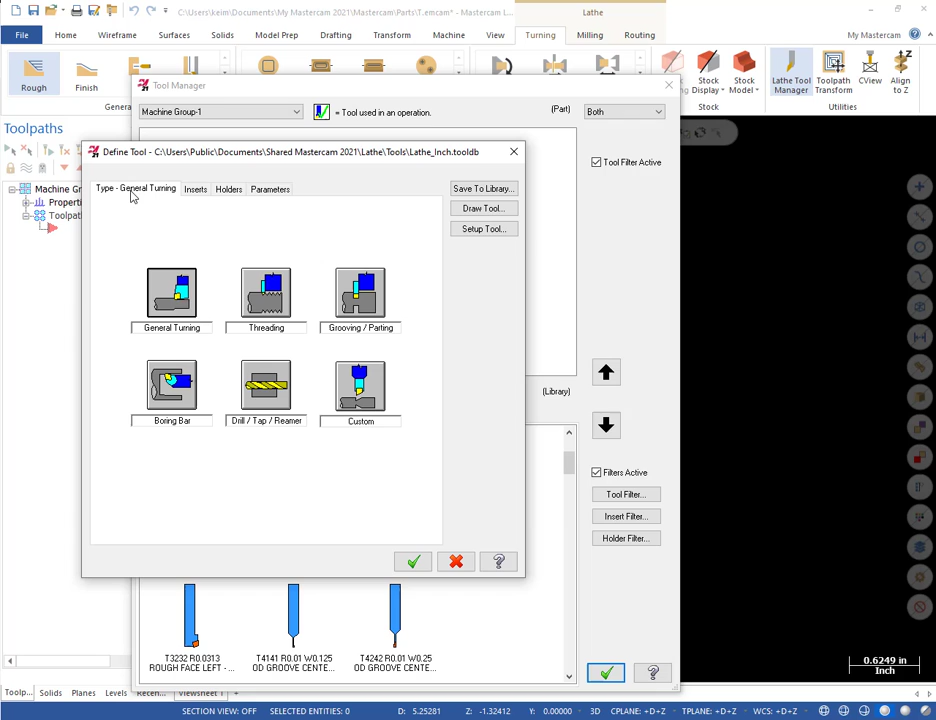 C:\Users\keim\Documents\My Mastercam 2021\Mastercam\Parts\T.emcam* - Mastercam L...
Lathe
File
Home
Wireframe
Surfaces
Solids
Model Prep
Drafting
Transform
Machine
View
Turning
Milling
Routing
My Mastercam
Rough
Finish
Stock Display
Stock Model
Lathe Tool Manager
Toolpath Transform
CView
Align to Z
Genera
Stock
Utilities
Tool Manager
Machine Group-1
= Tool used in an operation.
(Part)
Both
Toolpaths
Machine Gr
Properti
Toolpath
Define Tool - C:\Users\Public\Documents\Shared Mastercam 2021\Lathe\Tools\Lathe_Inch.tooldb
Type - General Turning
Inserts
Holders
Parameters
Save To Library...
Draw Tool...
Setup Tool...
Tool Filter Active
General Turning
Threading
Grooving / Parting
Boring Bar
Drill / Tap / Reamer
Custom
(Library)
Filters Active
Tool Filter...
Insert Filter...
Holder Filter...
T3232 R0.0313
ROUGH FACE LEFT - ...
T4141 R0.01 W0.125
OD GROOVE CENTE...
T4242 R0.01 W0.25
OD GROOVE CENTE...
0.6249 in
Inch
Toolp...
Solids
Planes
Levels
Recen...
Viewsheet 1
+
SECTION VIEW: OFF
SELECTED ENTITIES: 0
D: 5.25281
Z: -1.32412
Y: 0.00000
3D
CPLANE: +D+Z
TPLANE: +D+Z
WCS: +D+Z